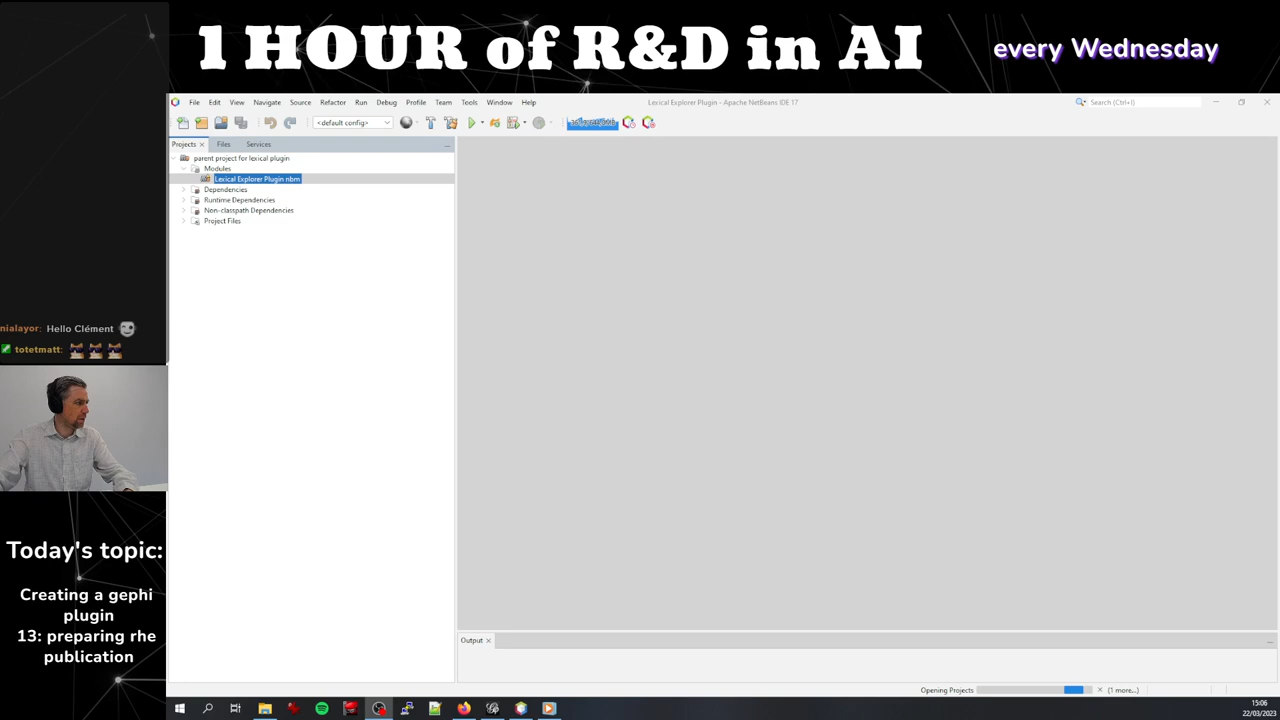 1 HOUR of R&D in AI
every Wednesday
File Edit View Navigate Source Refactor Run Debug Profile Team Tools Window Help
Lexical Explorer Plugin - Apache NetBeans IDE 17
Search (Ctrl+I)
<default config>
Projects Files Services
parent project for lexical plugin
Modules
Lexical Explorer Plugin nbm
Dependencies
Runtime Dependencies
Non-classpath Dependencies
Project Files
nialayor: Hello Clément
totetmatt:
Today's topic:
Creating a gephi
plugin
13: preparing rhe
publication
Output
Opening Projects
(1 more...)
15:06
22/03/2023